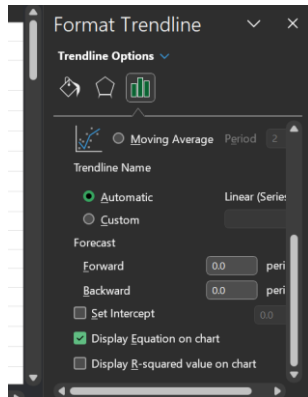 Format Trendline
Trendline Options
Moving Average Period 2
Trendline Name
Automatic Linear (Series
Custom
Forecast
Forward 0.0 peri
Backward 0.0 peri
Set Intercept 0.0
Display Equation on chart
Display R-squared value on chart